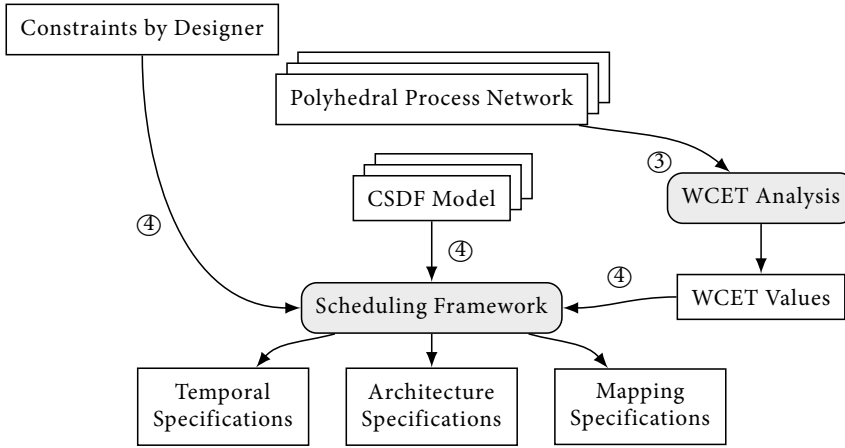 Constraints by Designer
Polyhedral Process Network
③
CSDF Model
WCET Analysis
④
④
④
Scheduling Framework
WCET Values
Temporal
Specifications
Architecture
Specifications
Mapping
Specifications